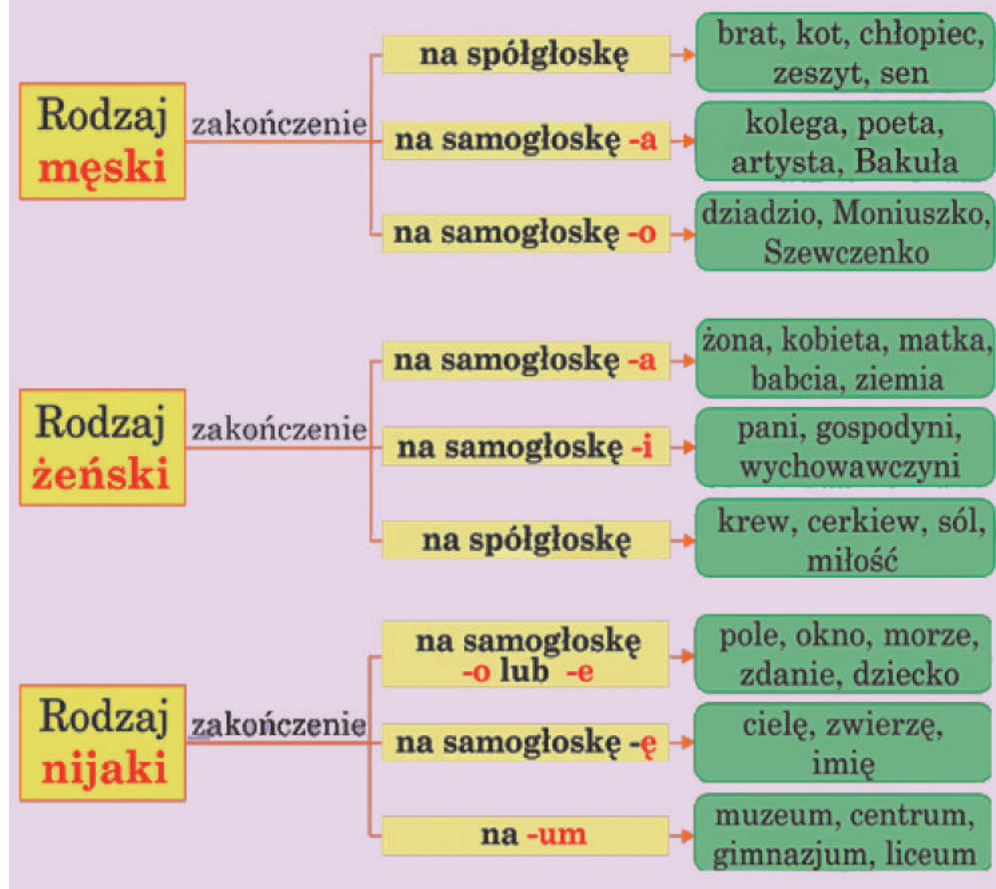 Rodzaj
męski
zakończenie
na spółgłoskę
brat, kot, chłopiec,
zeszyt, sen
na samogłoskę -a
kolega, poeta,
artysta, Bakuła
na samogłoskę -o
dziadzio, Moniuszko,
Szewczenko
Rodzaj
żeński
zakończenie
na samogłoskę -a
żona, kobieta, matka,
babcia, ziemia
na samogłoskę -i
pani, gospodyni,
wychowawczyni
na spółgłoskę
krew, cerkiew, sól,
miłość
Rodzaj
nijaki
zakończenie
na samogłoskę
-o lub -e
pole, okno, morze,
zdanie, dziecko
na samogłoskę -ę
cielę, zwierzę,
imię
na -um
muzeum, centrum,
gimnazjum, liceum